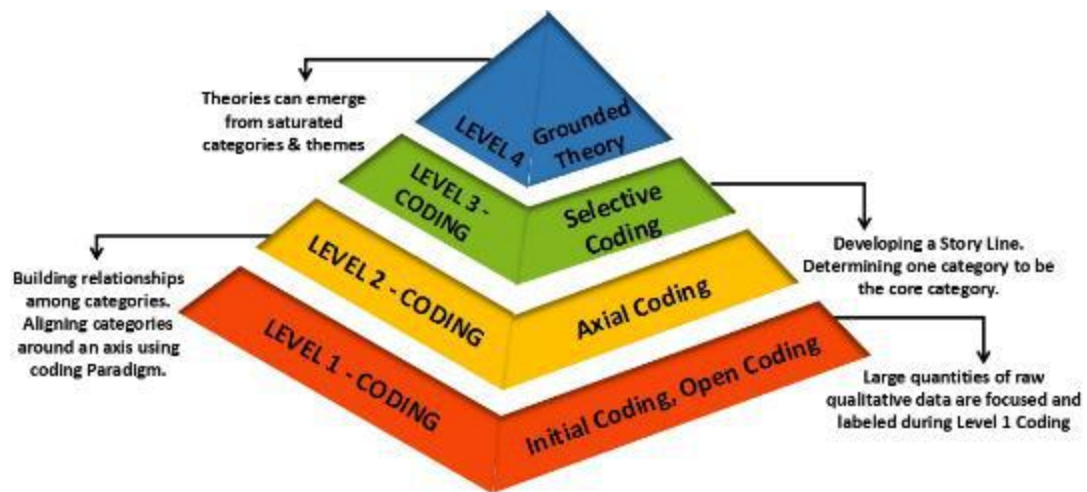 Theories can emerge
from saturated
categories & themes
LEVEL 4
Grounded
Theory
LEVEL 3 -
CODING
Selective
Coding
Developing a Story Line.
Determining one category to be
the core category.
Building relationships
among categories.
Aligning categories
around an axis using
coding Paradigm.
LEVEL 2 - CODING
Axial Coding
LEVEL 1 - CODING
Initial Coding, Open Coding
Large quantities of raw
qualitative data are focused and
labeled during Level 1 Coding